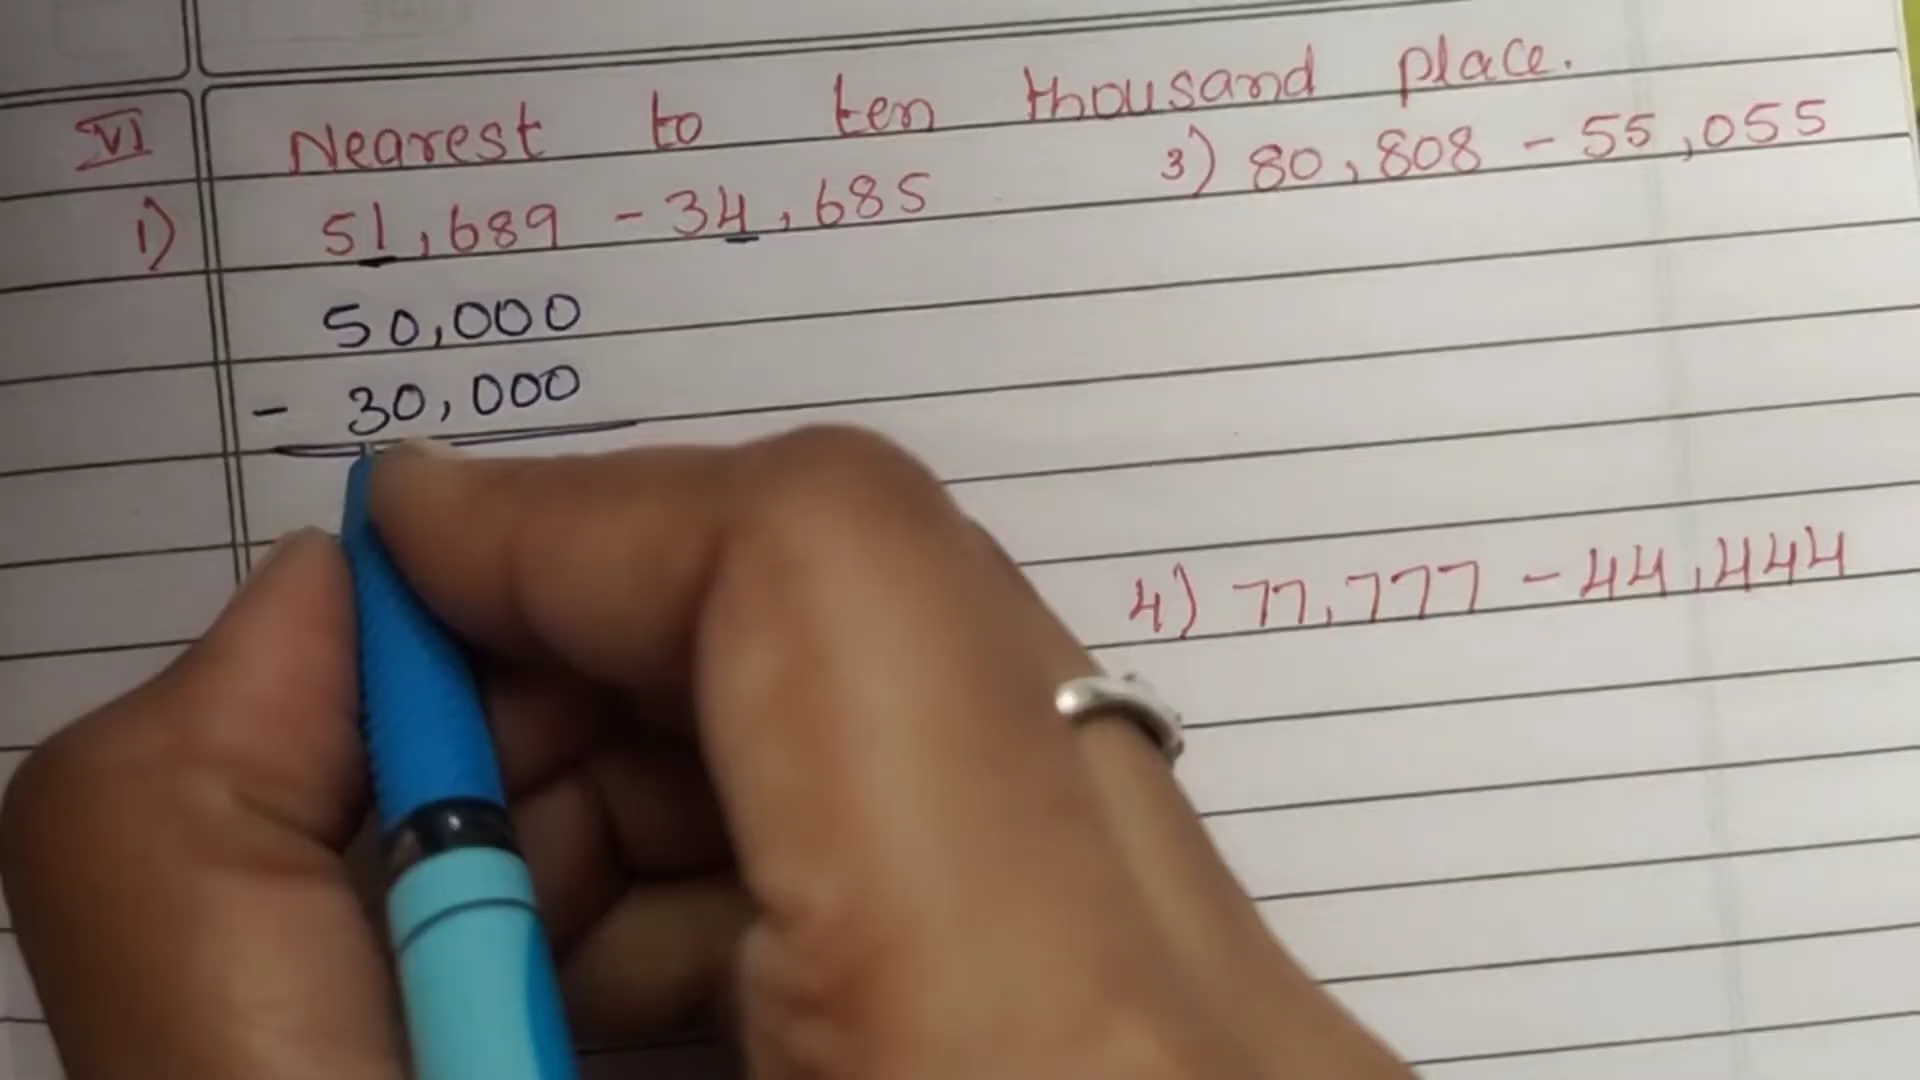 VI Nearest to ten thousand place.
1) 51,689 - 34,685
3) 80,808 - 55,055
50,000
- 30,000
4) 77,777 - 44,444